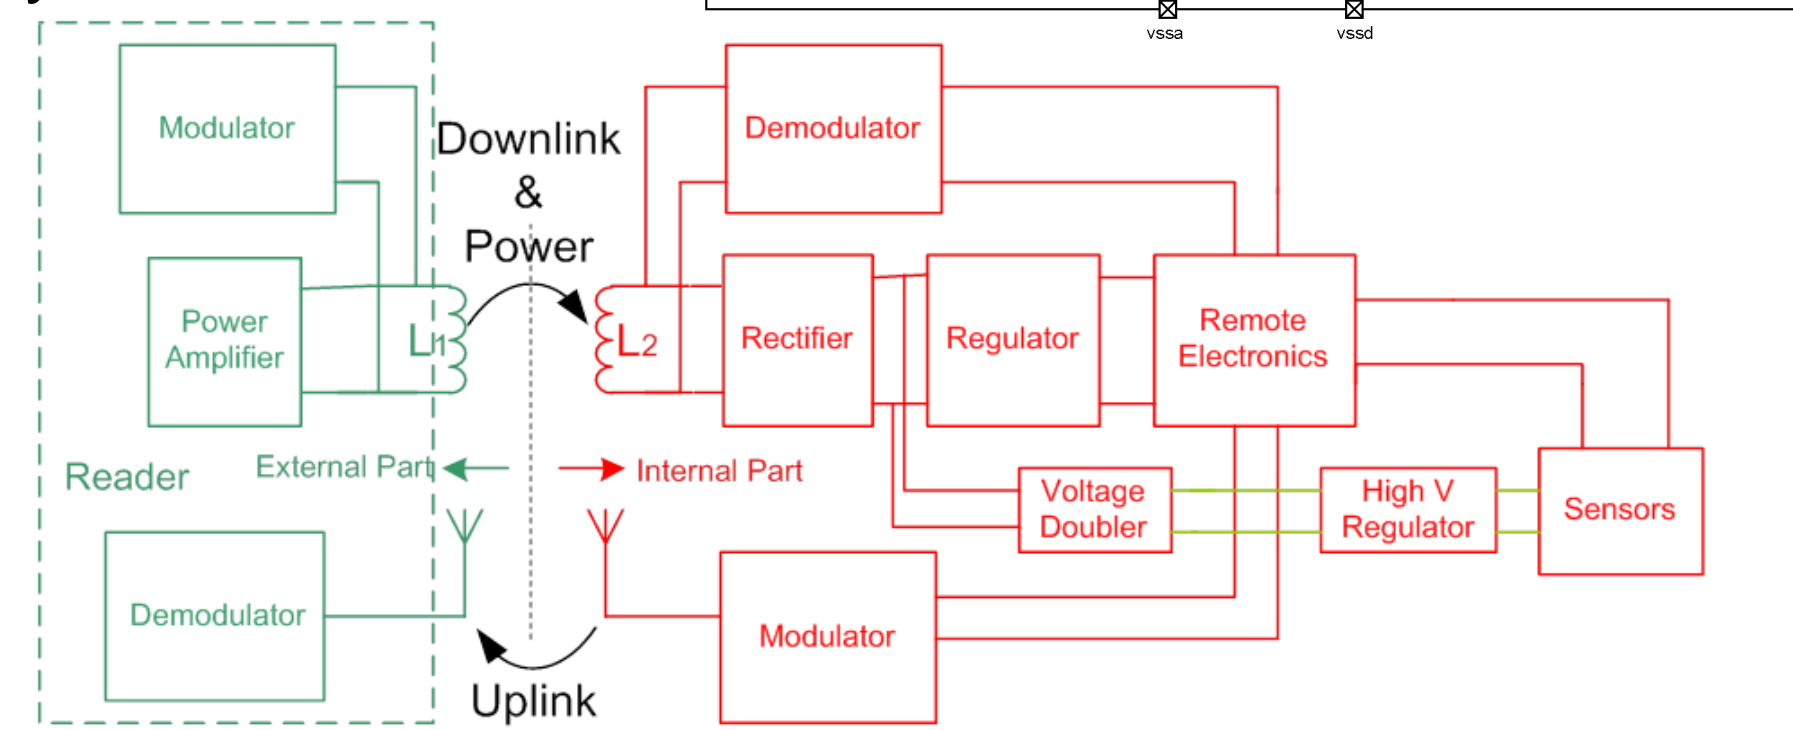 vssa
vssd
Modulator
Downlink
&
Power
Demodulator
Power
Amplifier
L1
L2
Rectifier
Regulator
Remote
Electronics
Reader
External Part
Internal Part
Voltage
Doubler
High V
Regulator
Sensors
Demodulator
Modulator
Uplink